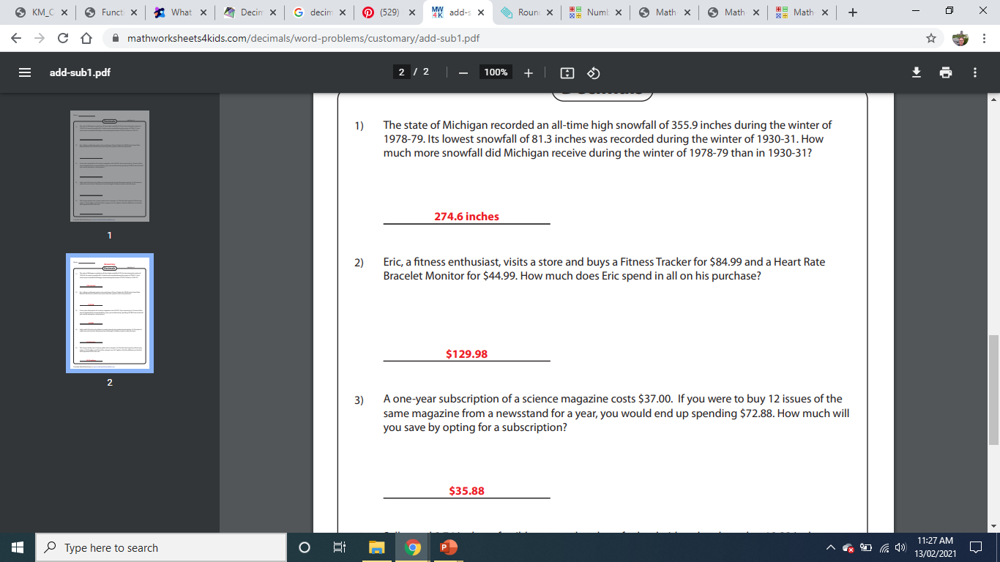 KM_C
Functi
What
Decim
decim
(529)
add-s
Roun
Numb
Math
Math
Math
mathworksheets4kids.com/decimals/word-problems/customary/add-sub1.pdf
add-sub1.pdf
2 / 2
100%
1) The state of Michigan recorded an all-time high snowfall of 355.9 inches during the winter of
1978-79. Its lowest snowfall of 81.3 inches was recorded during the winter of 1930-31. How
much more snowfall did Michigan receive during the winter of 1978-79 than in 1930-31?
274.6 inches
2) Eric, a fitness enthusiast, visits a store and buys a Fitness Tracker for $84.99 and a Heart Rate
Bracelet Monitor for $44.99. How much does Eric spend in all on his purchase?
$129.98
3) A one-year subscription of a science magazine costs $37.00. If you were to buy 12 issues of the
same magazine from a newsstand for a year, you would end up spending $72.88. How much will
you save by opting for a subscription?
$35.88
1
2
Type here to search
11:27 AM
13/02/2021